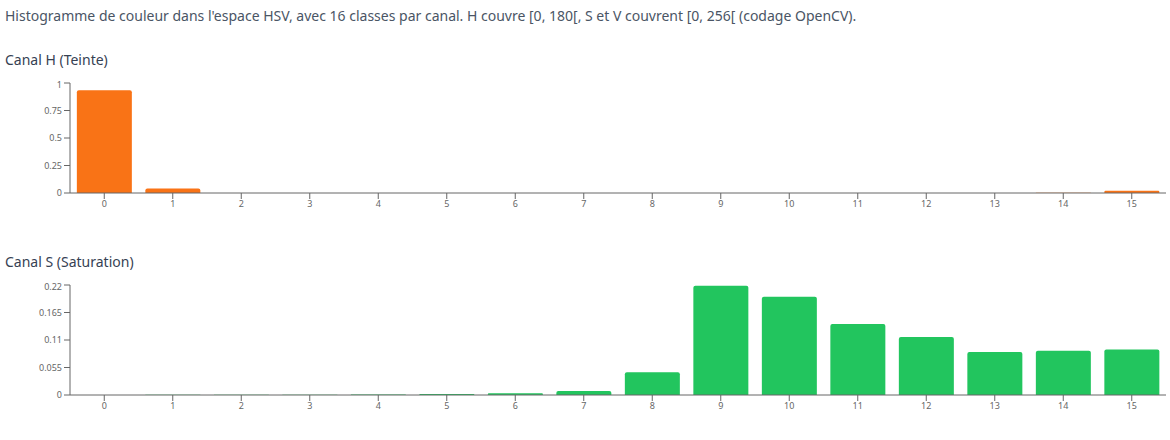 Histogramme de couleur dans l'espace HSV, avec 16 classes par canal. H couvre [0, 180[, S et V couvrent [0, 256[ (codage OpenCV).
Canal H (Teinte)
1
0.75
0.5
0.25
0
0 1 2 3 4 5 6 7 8 9 10 11 12 13 14 15
Canal S (Saturation)
0.22
0.165
0.11
0.055
0
0 1 2 3 4 5 6 7 8 9 10 11 12 13 14 15